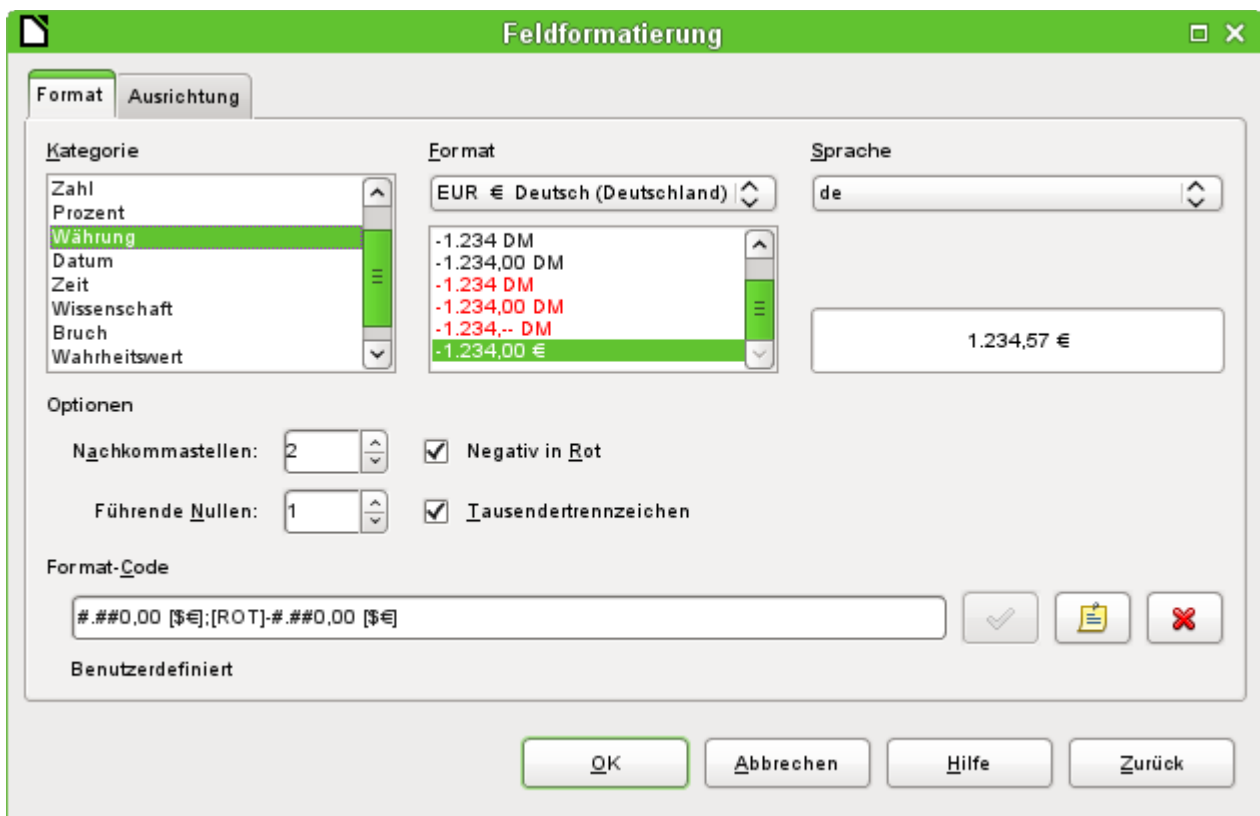 Feldformatierung
Format
Ausrichtung
Kategorie
Zahl
Prozent
Währung
Datum
Zeit
Wissenschaft
Bruch
Wahrheitswert
Format
EUR € Deutsch (Deutschland)
-1.234 DM
-1.234,00 DM
-1.234 DM
-1.234,00 DM
-1.234,-- DM
-1.234,00 €
Sprache
de
1.234,57 €
Optionen
Nachkommastellen: 2
Negativ in Rot
Führende Nullen: 1
Tausendertrennzeichen
Format-Code
#.##0,00 [$€];[ROT]-#.##0,00 [$€]
Benutzerdefiniert
OK
Abbrechen
Hilfe
Zurück